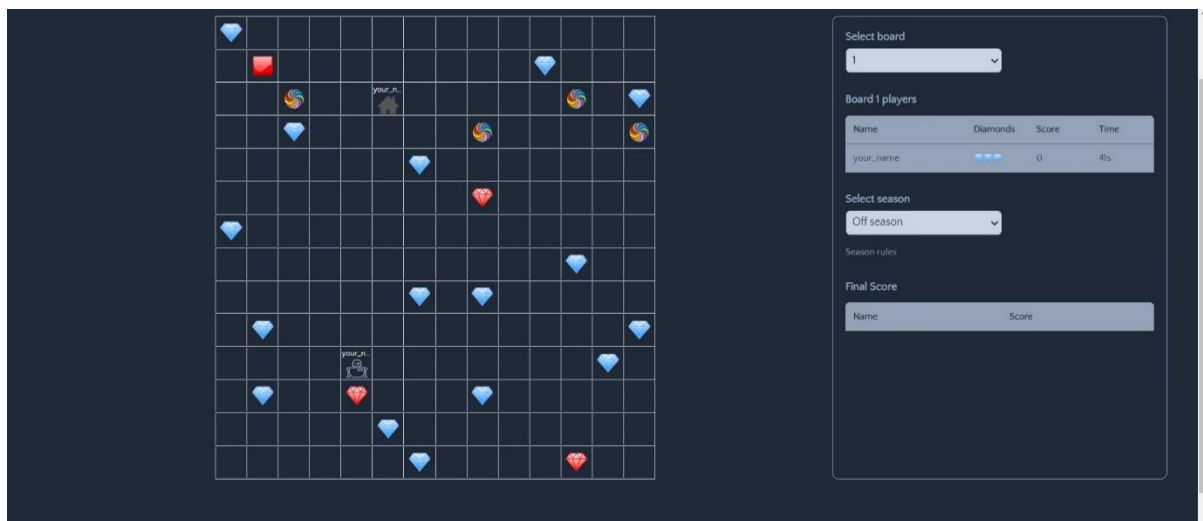 your_n...
your_n...
Select board
1
Board 1 players
Name Diamonds Score Time
your_name 0 41s
Select season
Off season
Season rules
Final Score
Name Score